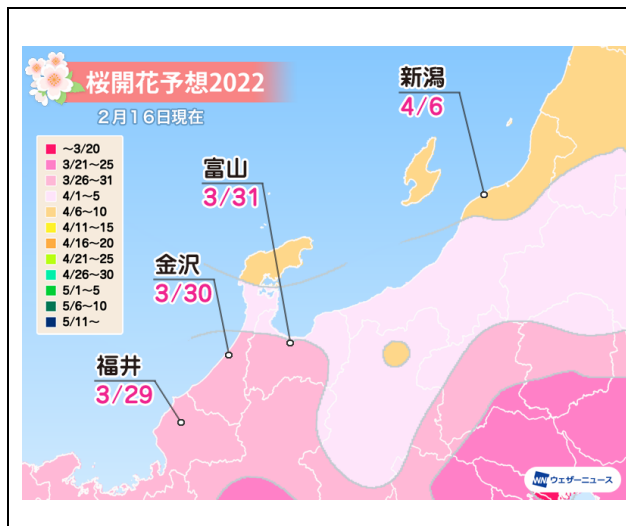 桜開花予想2022
2月16日現在
~3/20
3/21~25
3/26~31
4/1~5
4/6~10
4/11~15
4/16~20
4/21~25
4/26~30
5/1~5
5/6~10
5/11~
新潟
4/6
富山
3/31
金沢
3/30
福井
3/29
WN ウェザーニュース